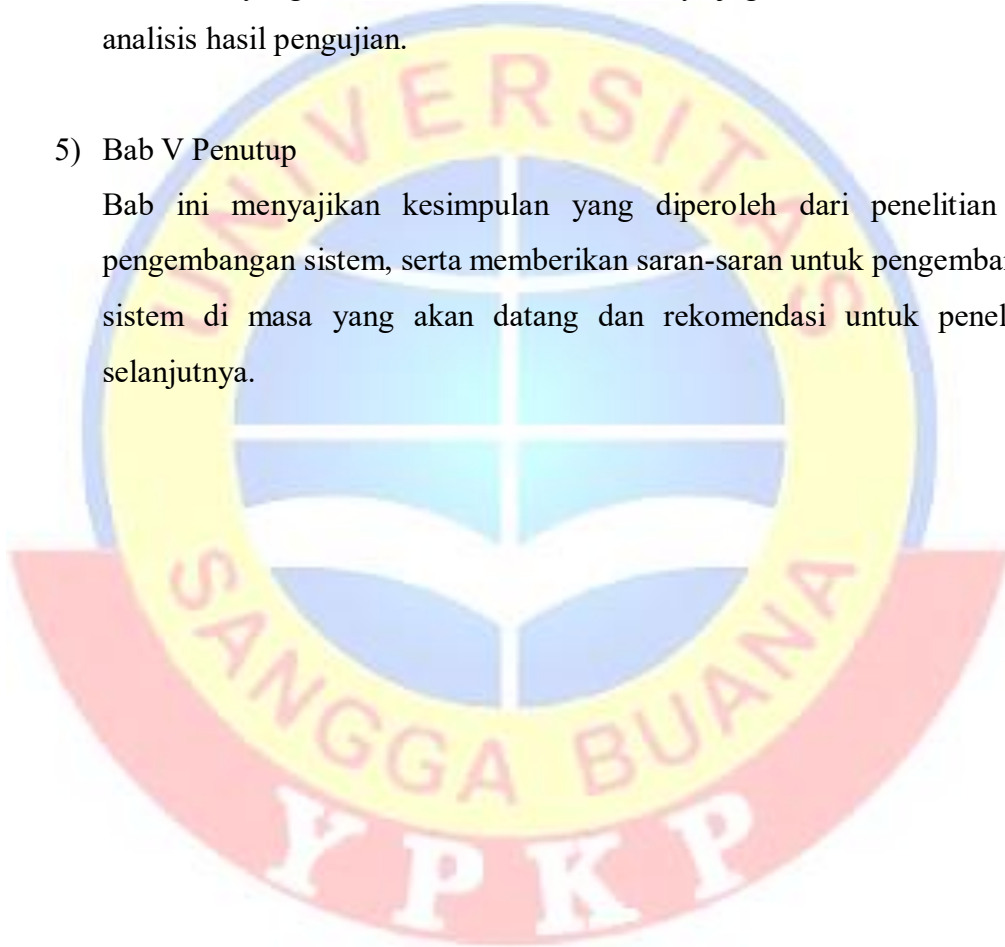 analisis hasil pengujian.
5) Bab V Penutup
Bab ini menyajikan kesimpulan yang diperoleh dari penelitian
pengembangan sistem, serta memberikan saran-saran untuk
sistem di masa yang akan datang dan rekomendasi untuk
selanjutnya.
UNIVERSITAS
SANGGA BUANA
YPKP